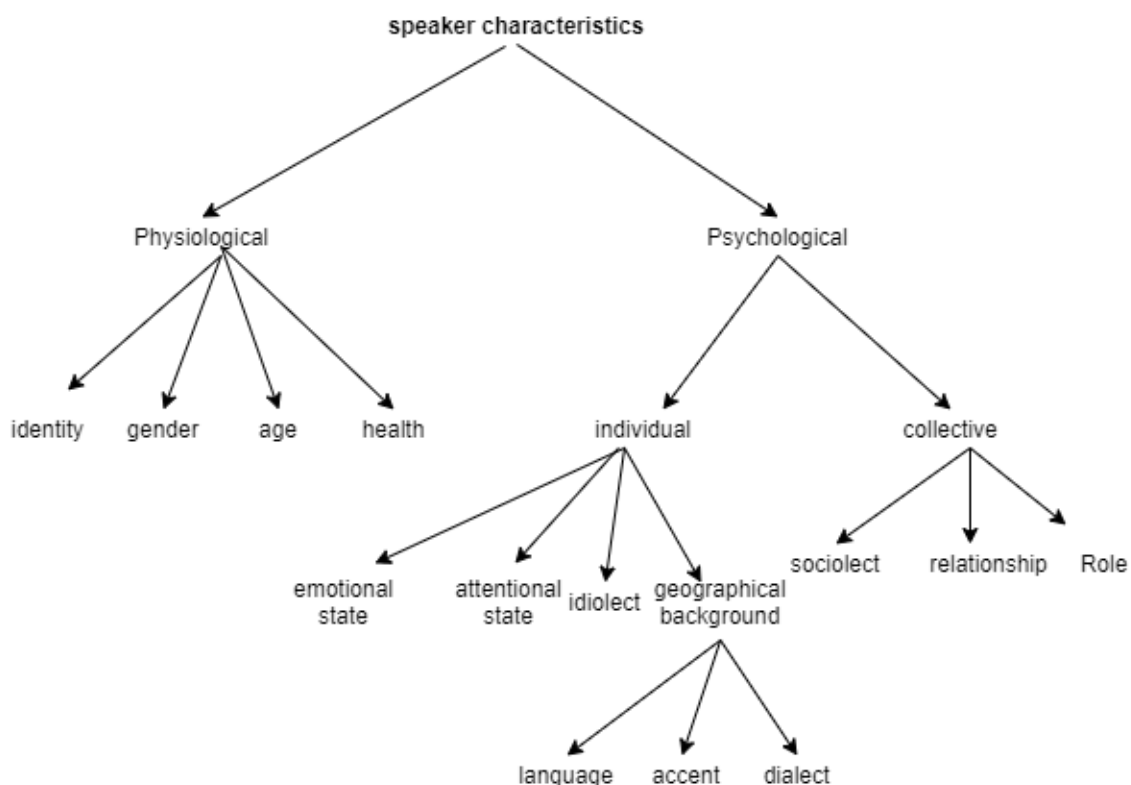 speaker characteristics
Physiological
Psychological
identity
gender
age
health
individual
collective
emotional
state
attentional
state
idiolect
geographical
background
sociolect
relationship
Role
language
accent
dialect